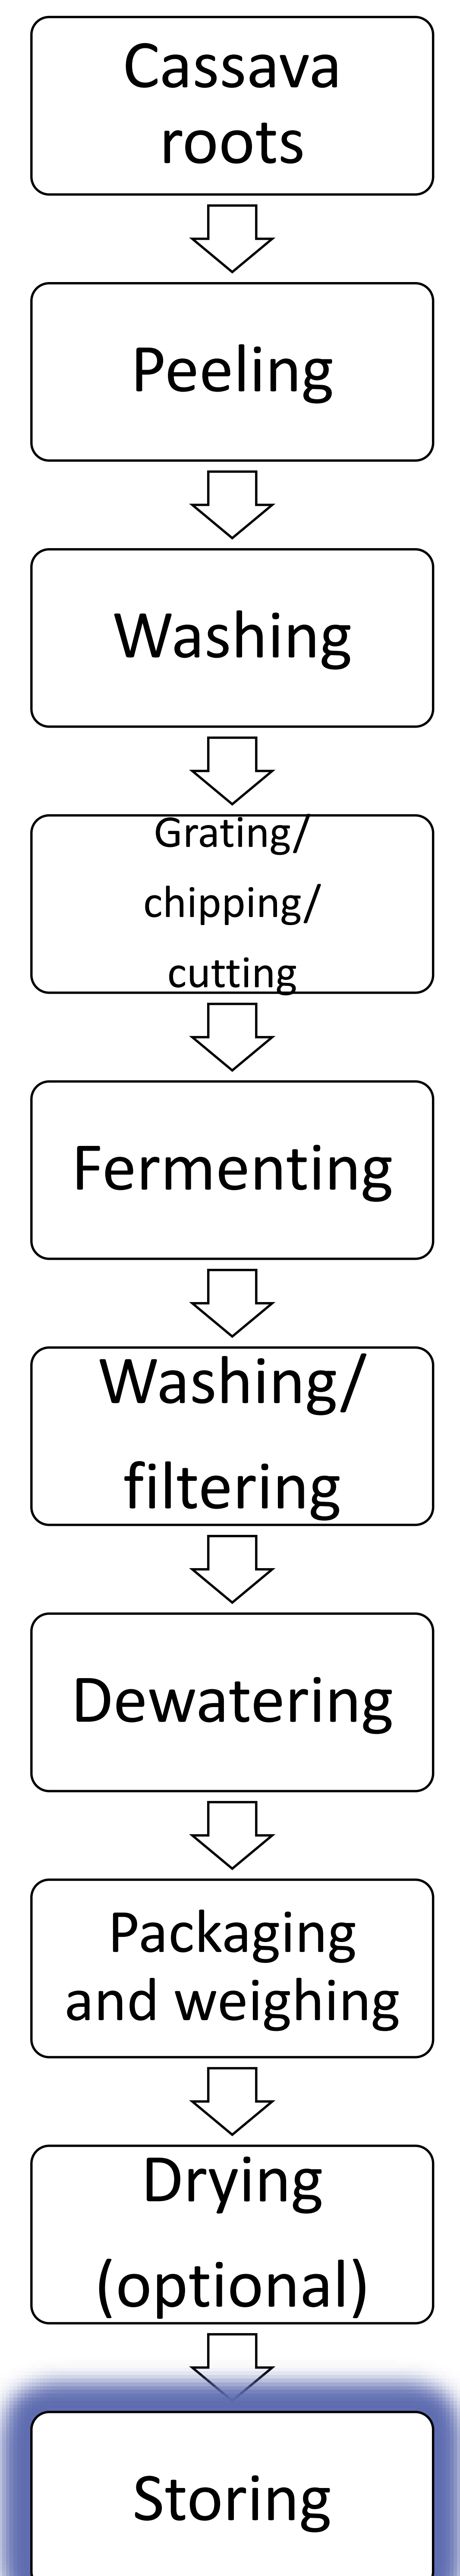 Cassava
roots
Peeling
Washing
Grating/
chipping/
cutting
Fermenting
Washing/
filtering
Dewatering
Packaging
and weighing
Drying
(optional)
Storing